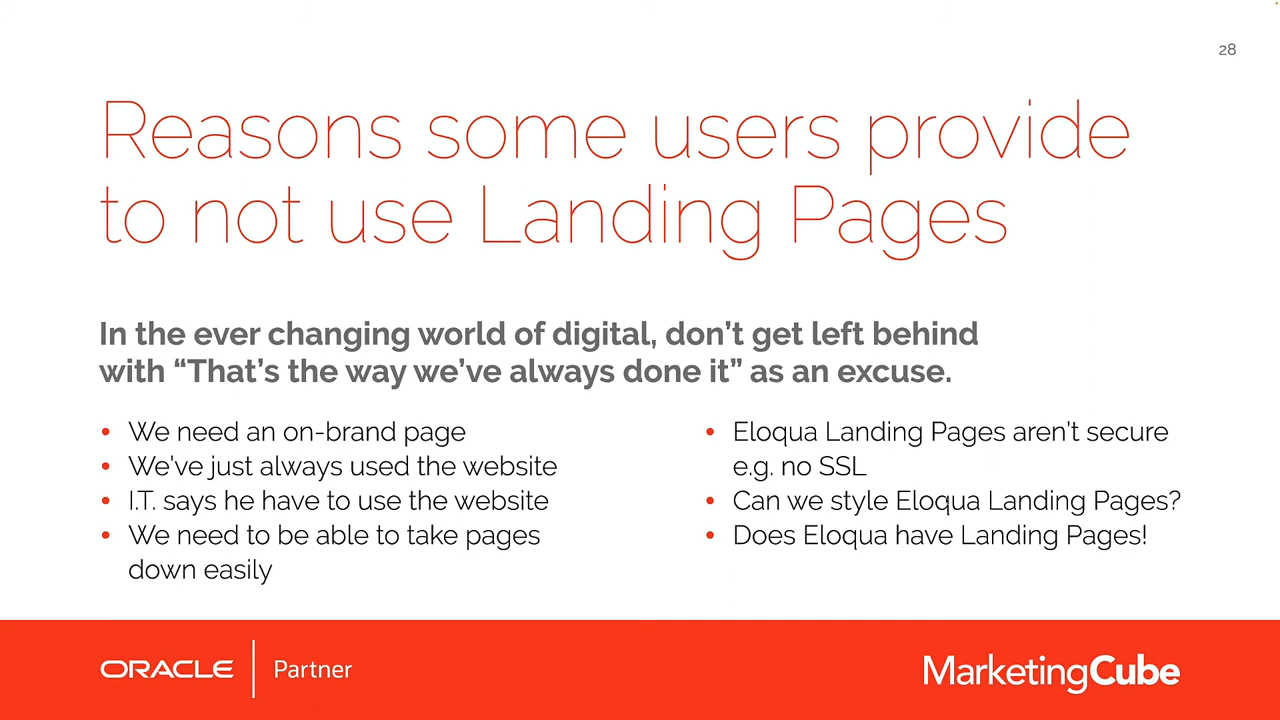 28
Reasons some users provide
to not use Landing Pages
In the ever changing world of digital, don’t get left behind
with “That’s the way we’ve always done it” as an excuse.
• We need an on-brand page
• We’ve just always used the website
• I.T. says he have to use the website
• We need to be able to take pages
down easily
• Eloqua Landing Pages aren’t secure
e.g. no SSL
• Can we style Eloqua Landing Pages?
• Does Eloqua have Landing Pages!
ORACLE | Partner
MarketingCube